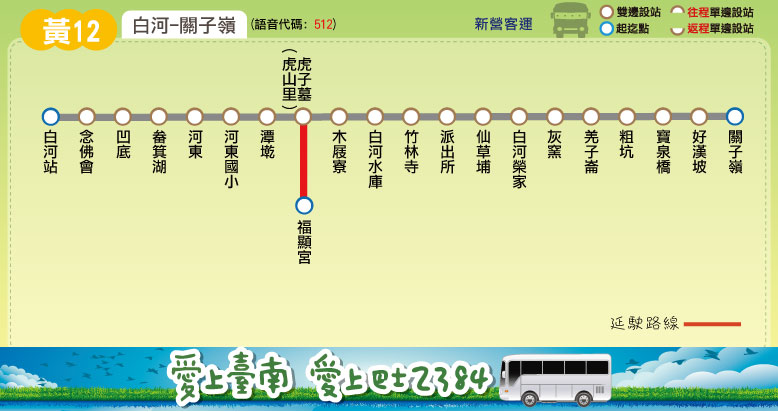 黃12
白河-關子嶺
(語音代碼: 512)
新營客運
雙邊設站
往程單邊設站
起迄點
返程單邊設站
白河站
念佛會
凹底
畚箕湖
河東
河東國小
潭墘
虎子墓
(虎山里)
木屐寮
白河水庫
竹林寺
派出所
仙草埔
白河榮家
灰窯
羌子崙
粗坑
寶泉橋
好漢坡
關子嶺
福顯宮
延駛路線
愛上臺南 愛上巴士2384